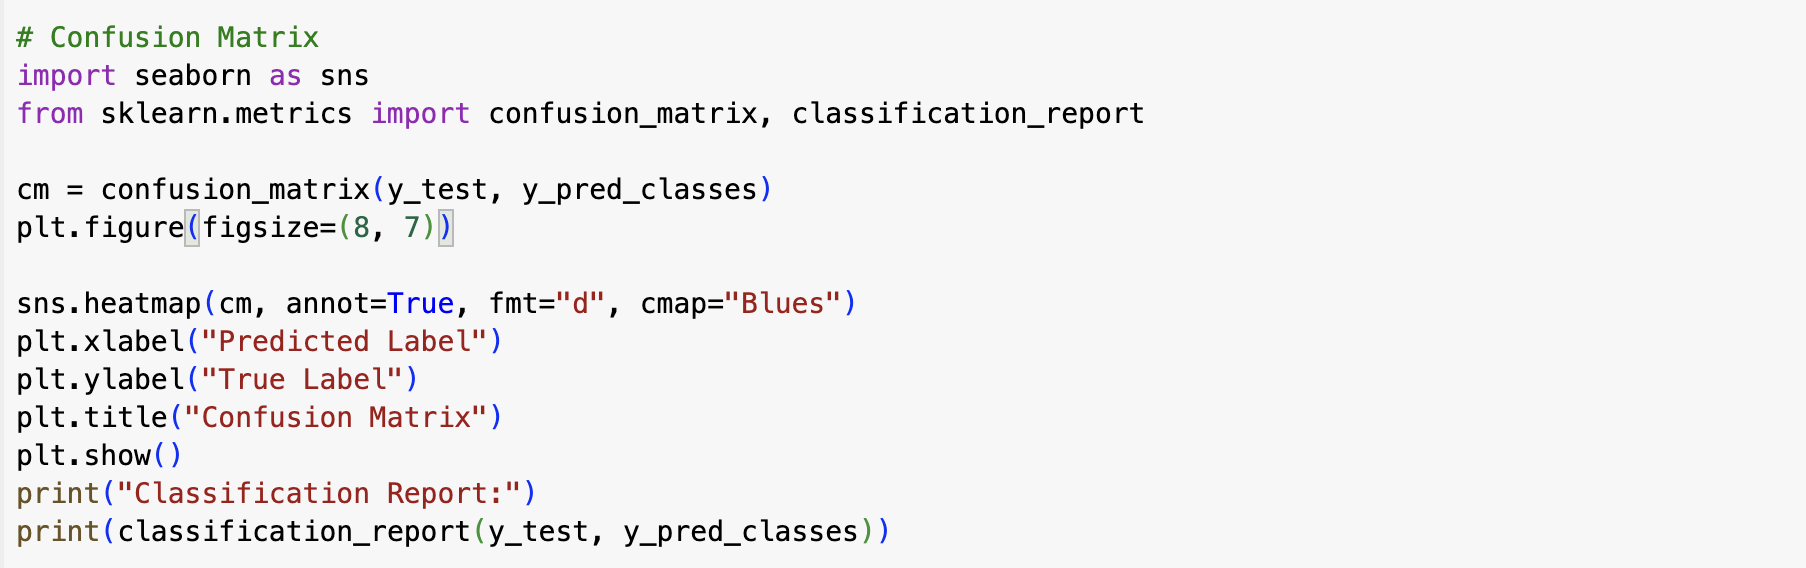 # Confusion Matrix
import seaborn as sns
from sklearn.metrics import confusion_matrix, classification_report
cm = confusion_matrix(y_test, y_pred_classes)
plt.figure(figsize=(8, 7))
sns.heatmap(cm, annot=True, fmt="d", cmap="Blues")
plt.xlabel("Predicted Label")
plt.ylabel("True Label")
plt.title("Confusion Matrix")
plt.show()
print("Classification Report:")
print(classification_report(y_test, y_pred_classes))